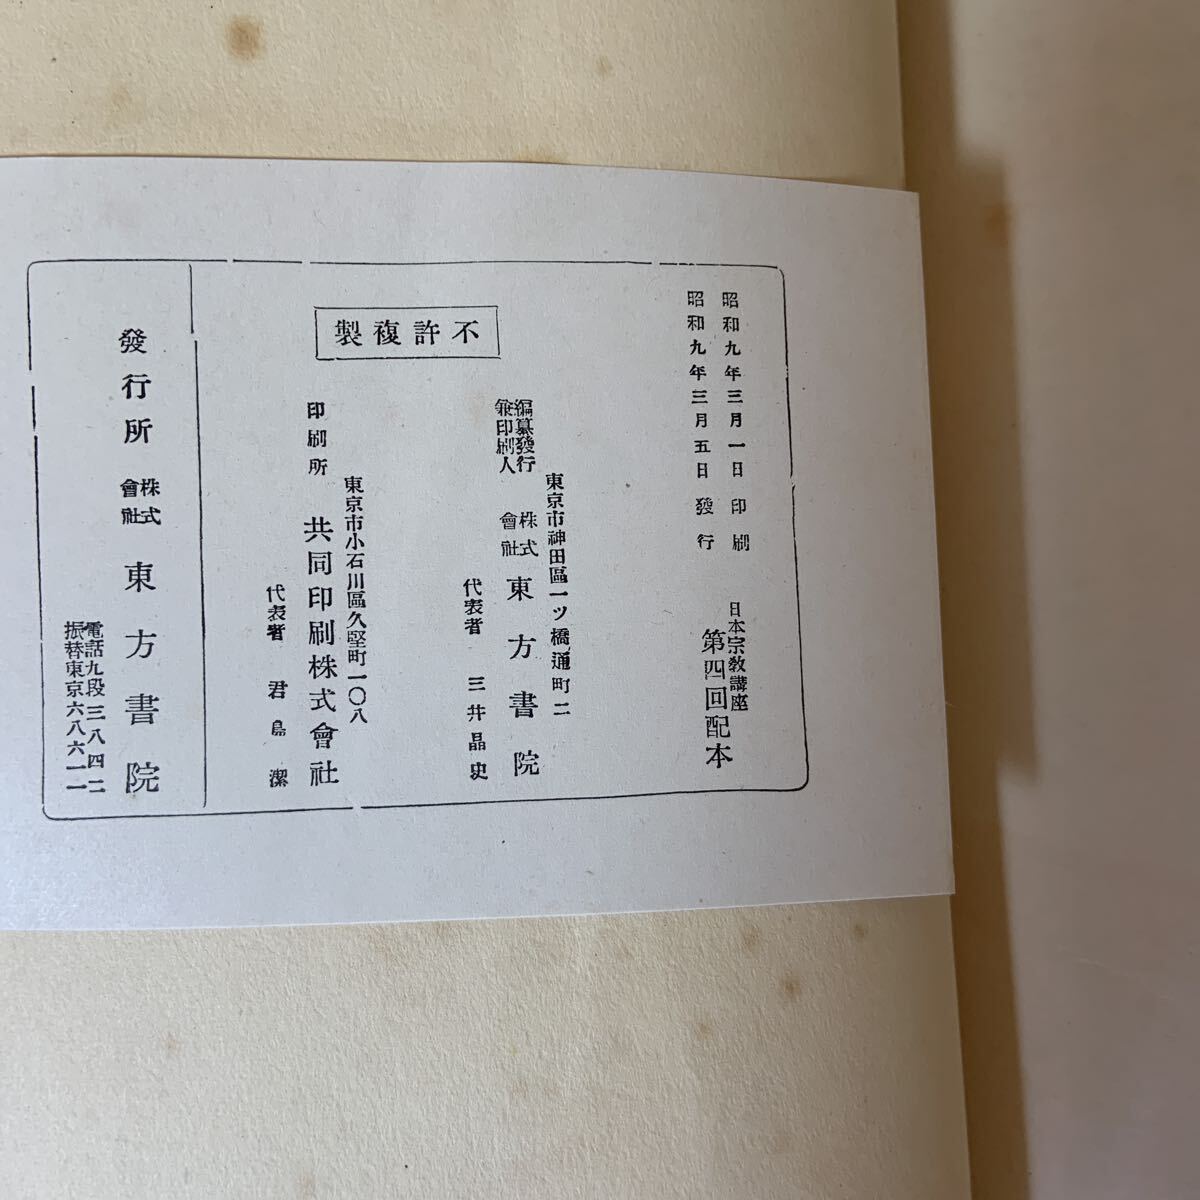 昭和九年三月一日印刷
昭和九年三月五日發行
日本宗教講座
第四回配本
不許複製
東京市神田區一ツ橋通町二
編纂發行
兼印刷人
株式
會社
東方書院
代表者 三井晶史
東京市小石川區久堅町一〇八
印刷所 共同印刷株式會社
代表者 君島潔
發行所
株式
會社
東方書院
電話九段三八四二
振替東京六八六一一